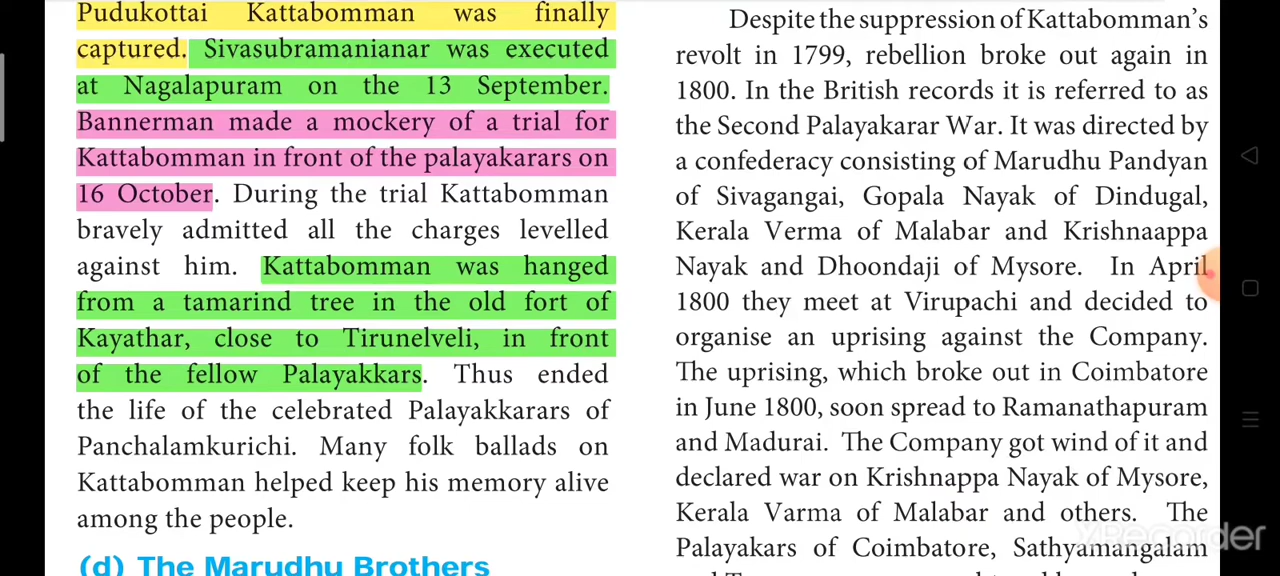 Pudukottai Kattabomman was finally
captured. Sivasubramanianar was executed
at Nagalapuram on the 13 September.
Bannerman made a mockery of a trial for
Kattabomman in front of the palayakarars on
16 October. During the trial Kattabomman
bravely admitted all the charges levelled
against him. Kattabomman was hanged
from a tamarind tree in the old fort of
Kayathar, close to Tirunelveli, in front
of the fellow Palayakkars. Thus ended
the life of the celebrated Palayakkarars of
Panchalamkurichi. Many folk ballads on
Kattabomman helped keep his memory alive
among the people.
(d) The Marudhu Brothers
Despite the suppression of Kattabomman's
revolt in 1799, rebellion broke out again in
1800. In the British records it is referred to as
the Second Palayakarar War. It was directed by
a confederacy consisting of Marudhu Pandyan
of Sivagangai, Gopala Nayak of Dindugal,
Kerala Verma of Malabar and Krishnaappa
Nayak and Dhoondaji of Mysore. In April
1800 they meet at Virupachi and decided to
organise an uprising against the Company.
The uprising, which broke out in Coimbatore
in June 1800, soon spread to Ramanathapuram
and Madurai. The Company got wind of it and
declared war on Krishnappa Nayak of Mysore,
Kerala Varma of Malabar and others. The
Palayakars of Coimbatore, Sathyamangalam
XRecorder